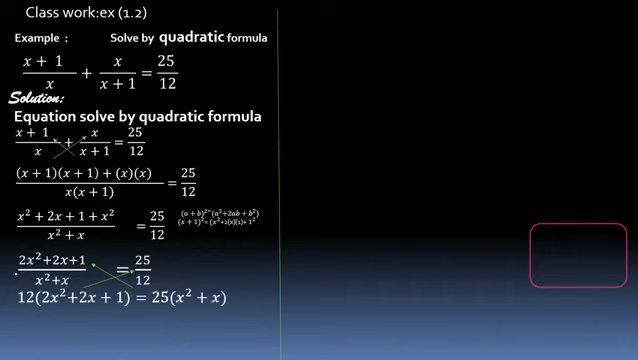 Class work:ex (1.2)
Example : Solve by quadratic formula
(x + 1)/x + x/(x + 1) = 25/12
Solution:
Equation solve by quadratic formula
(x + 1)/x + x/(x + 1) = 25/12
((x + 1)(x + 1) + (x)(x))/(x(x + 1)) = 25/12
(x² + 2x + 1 + x²)/(x² + x) = 25/12
(a + b)²=(a²+2ab + b²)
(x + 1)²= (x²+2(x)(1)+ 1²
(2x²+2x+1)/(x²+x) = 25/12
12(2x²+2x + 1) = 25(x² + x)